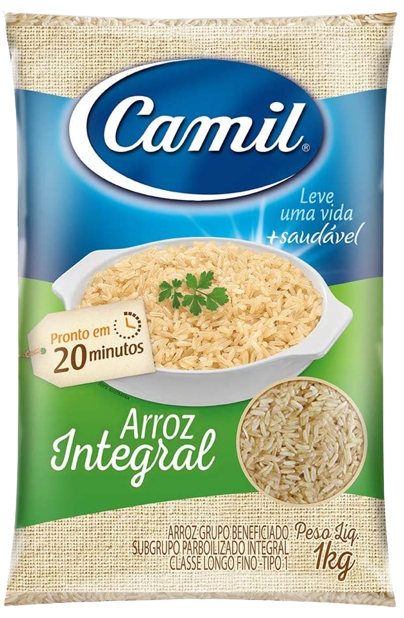 Camil®
Leve
uma vida
+saudável
Pronto em
20 minutos
Arroz
Integral
ARROZ GRUPO BENEFICIADO
SUBGRUPO PARBOILIZADO INTEGRAL
CLASSE LONGO FINO -TIPO 1
Peso Líq.
1kg